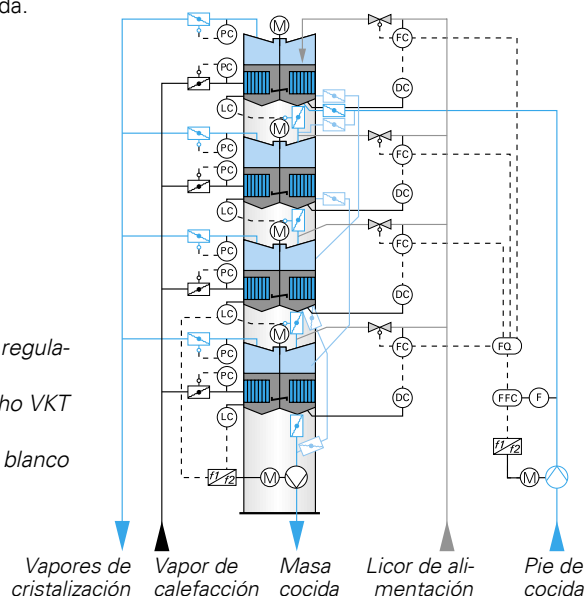 da.
M
PC
FC
PC
DC
LC
M
PC
FC
PC
DC
LC
M
PC
FC
PC
DC
LC
M
PC
FC
FQ
PC
DC
FFC
F
LC
f1
f2
f1
f2
M
M
regula-
ho VKT
blanco
Vapores de
cristalización
Vapor de
calefacción
Masa
cocida
Licor de ali-
mentación
Pie de
cocida